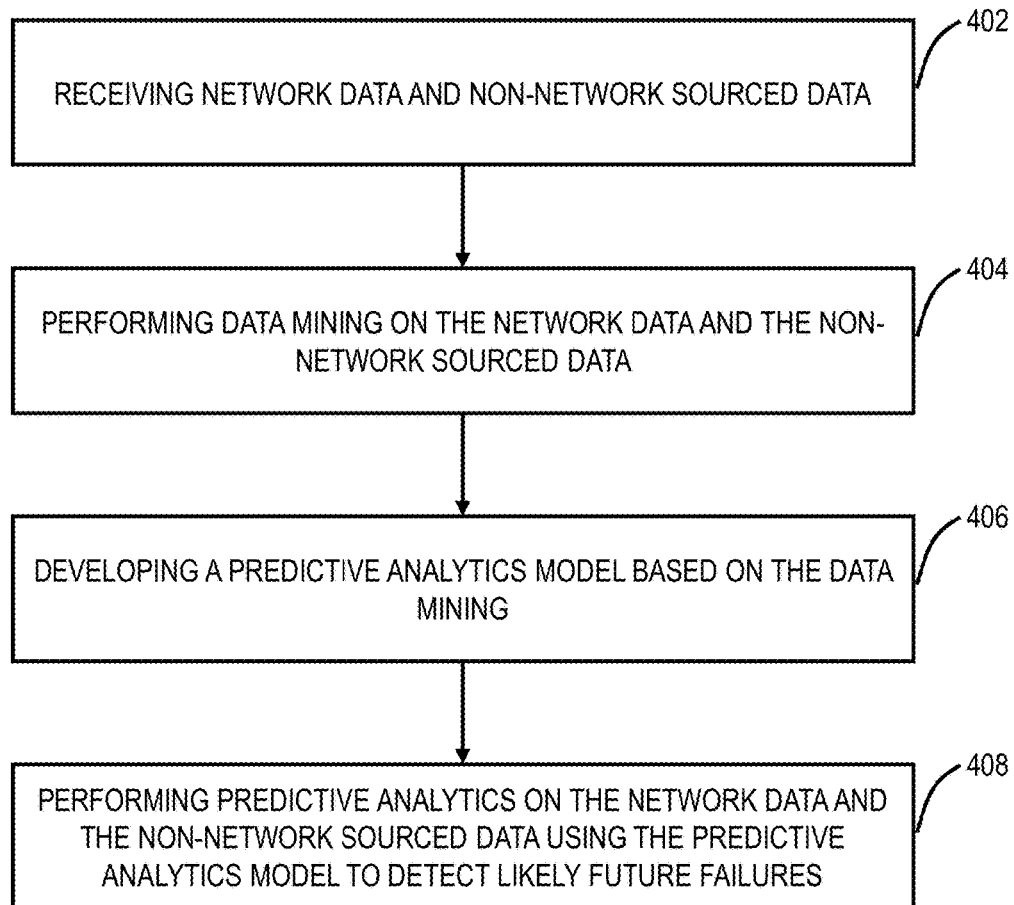 402
RECEIVING NETWORK DATA AND NON-NETWORK SOURCED DATA
404
PERFORMING DATA MINING ON THE NETWORK DATA AND THE NON-
NETWORK SOURCED DATA
406
DEVELOPING A PREDICTIVE ANALYTICS MODEL BASED ON THE DATA
MINING
408
PERFORMING PREDICTIVE ANALYTICS ON THE NETWORK DATA AND
THE NON-NETWORK SOURCED DATA USING THE PREDICTIVE
ANALYTICS MODEL TO DETECT LIKELY FUTURE FAILURES